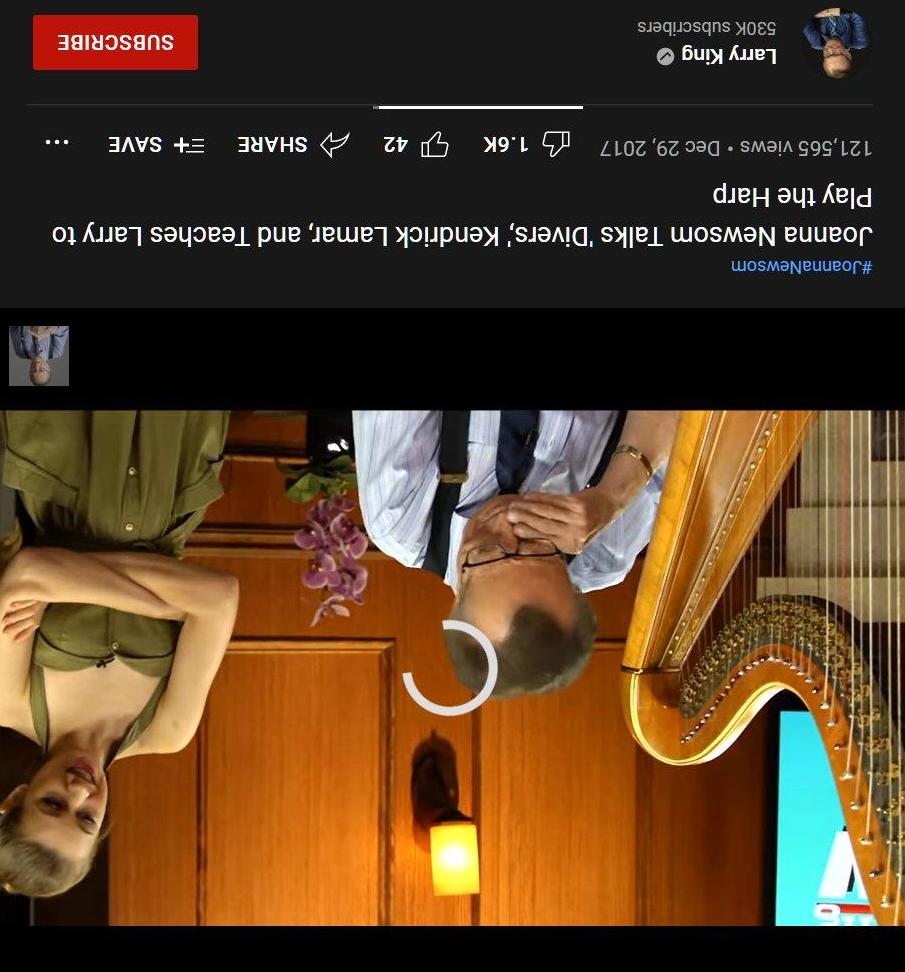 #JoannaNewsom
Joanna Newsom Talks 'Divers', Kendrick Lamar, and Teaches Larry to
Play the Harp
121,565 views • Dec 29, 2017
1.6K
42
SHARE
SAVE
Larry King
530K subscribers
SUBSCRIBE